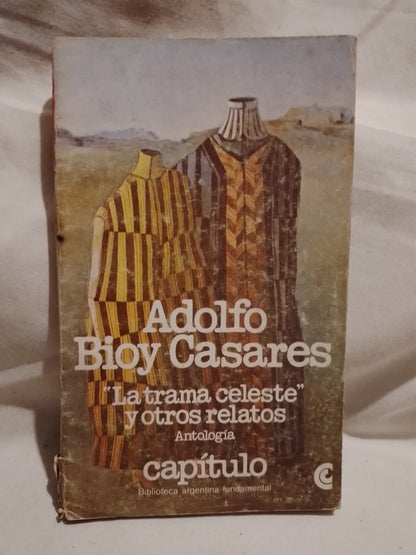 Adolfo
Bioy Casares
"La trama celeste"
y otros relatos
Antología
capítulo
Biblioteca argentina fundamental